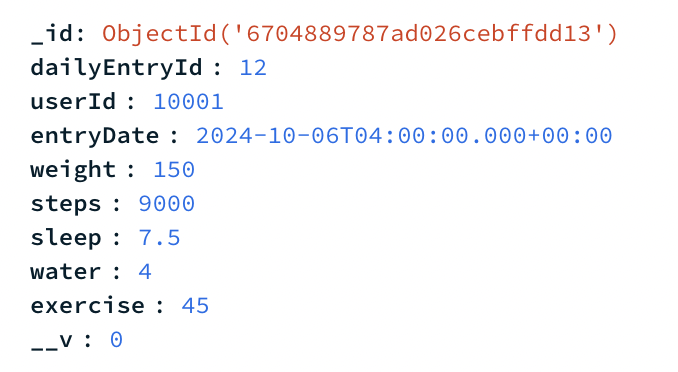 _id: ObjectId('6704889787ad026cebffdd13')
dailyEntryId : 12
userId : 10001
entryDate : 2024-10-06T04:00:00.000+00:00
weight : 150
steps : 9000
sleep : 7.5
water : 4
exercise : 45
__v : 0